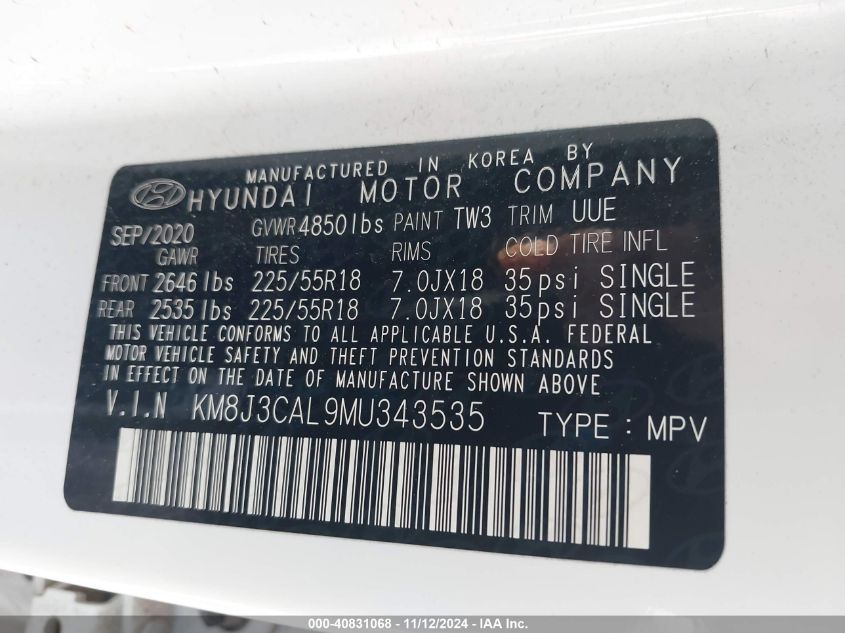 MANUFACTURED IN KOREA BY
HYUNDAI MOTOR COMPANY
SEP/2020 GVWR 4850lbs PAINT TW3 TRIM UUE
GAWR TIRES RIMS COLD TIRE INFL
FRONT 2646 lbs 225/55R18 7.0JX18 35psi SINGLE
REAR 2535 lbs 225/55R18 7.0JX18 35psi SINGLE
THIS VEHICLE CONFORMS TO ALL APPLICABLE U.S.A. FEDERAL
MOTOR VEHICLE SAFETY AND THEFT PREVENTION STANDARDS
IN EFFECT ON THE DATE OF MANUFACTURE SHOWN ABOVE
V.I.N KM8J3CAL9MU343535 TYPE : MPV
000-40831068 - 11/12/2024 - IAA Inc.